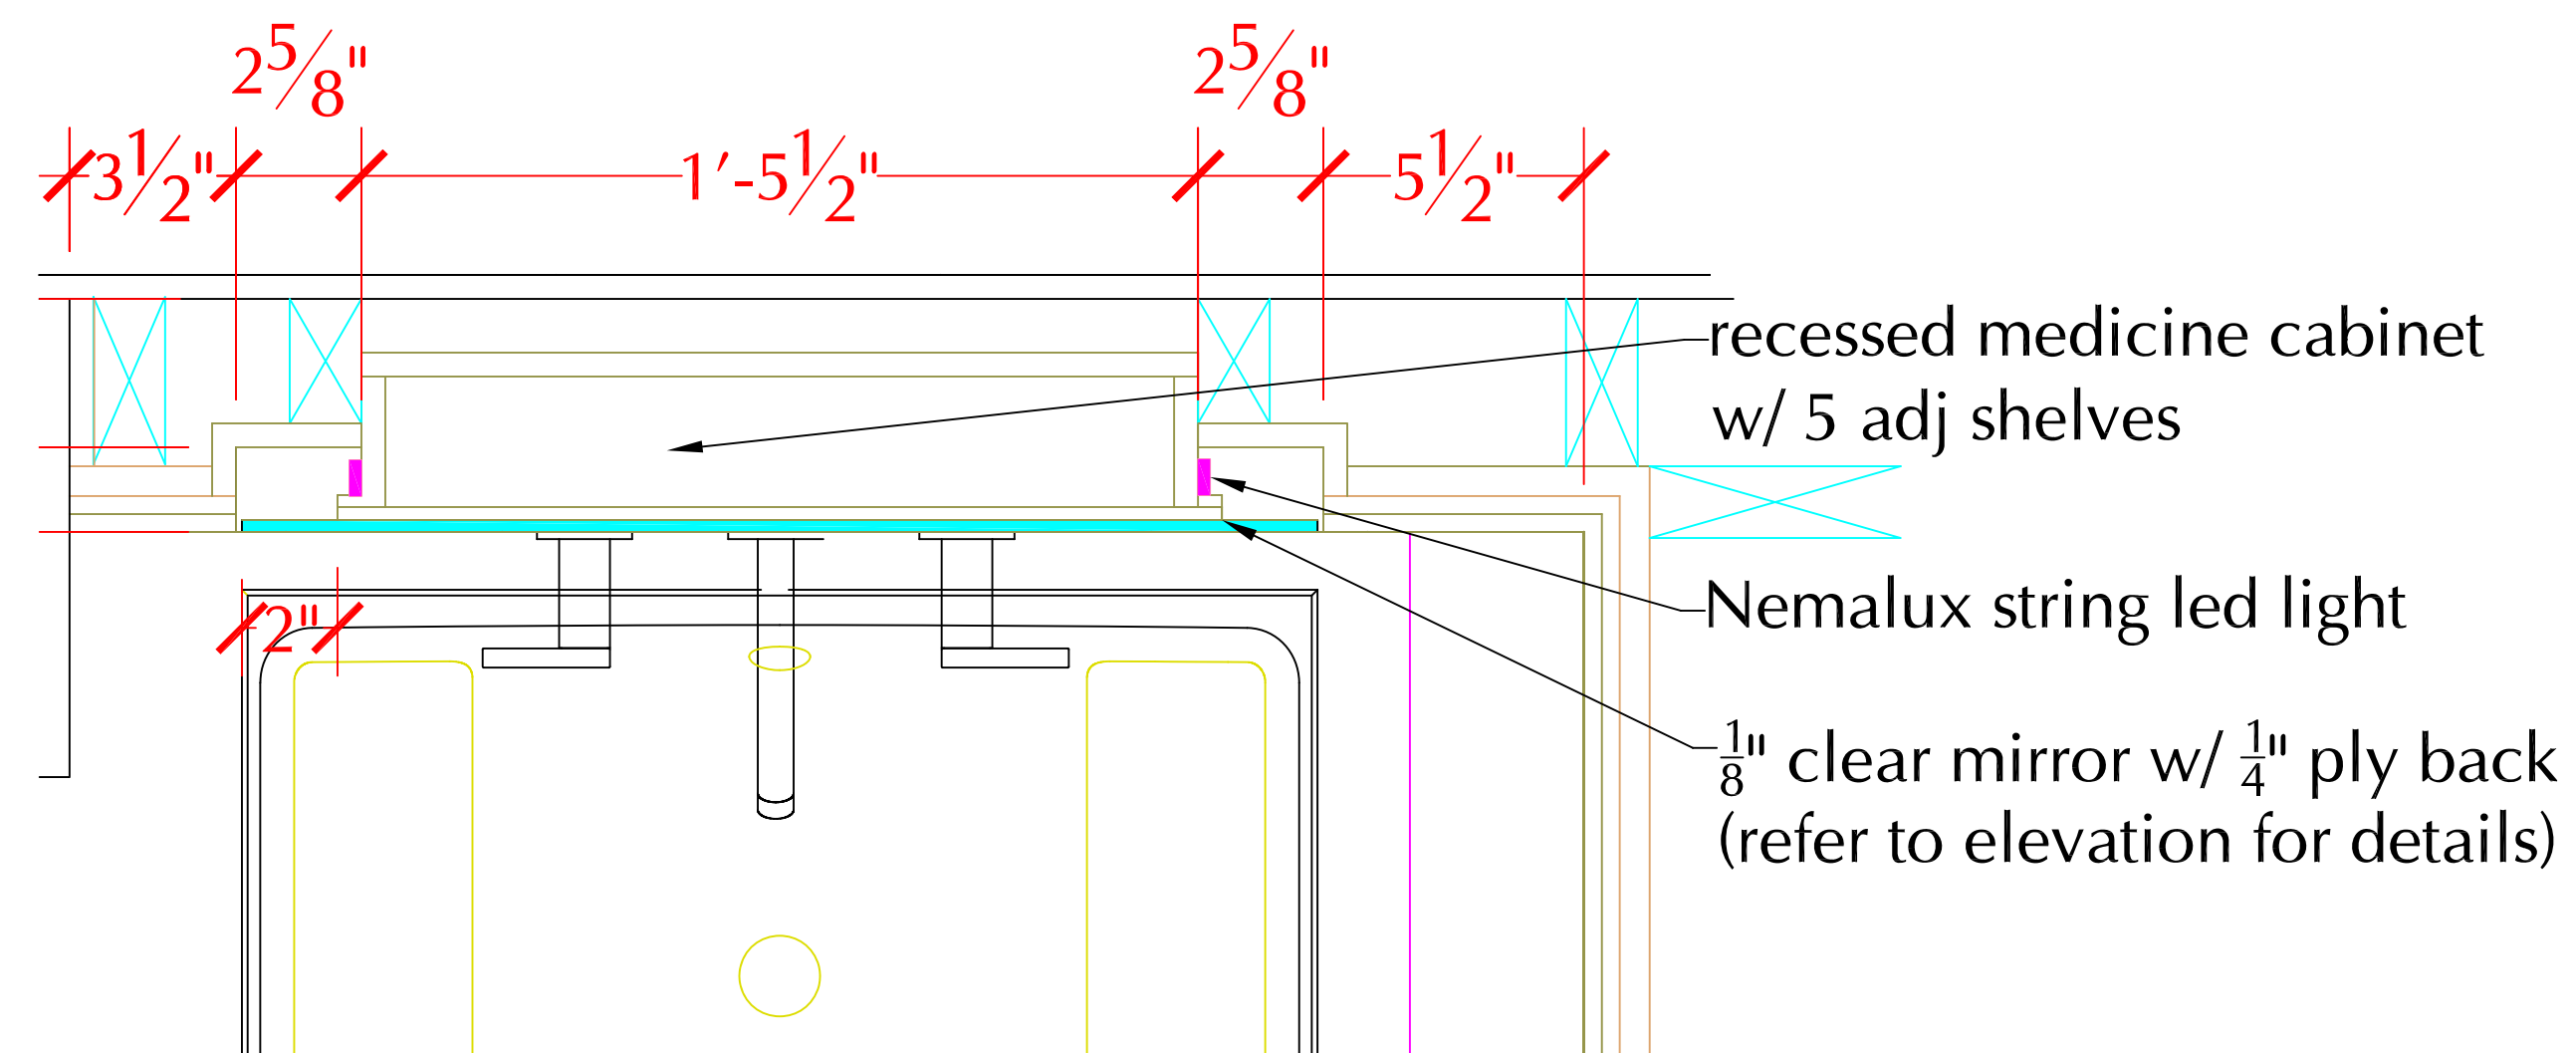 2 5/8" 2 5/8"
3 1/2" 1'-5 1/2" 5 1/2"
recessed medicine cabinet
w/ 5 adj shelves
Nemalux string led light
2"
1/8" clear mirror w/ 1/4" ply back
(refer to elevation for details)